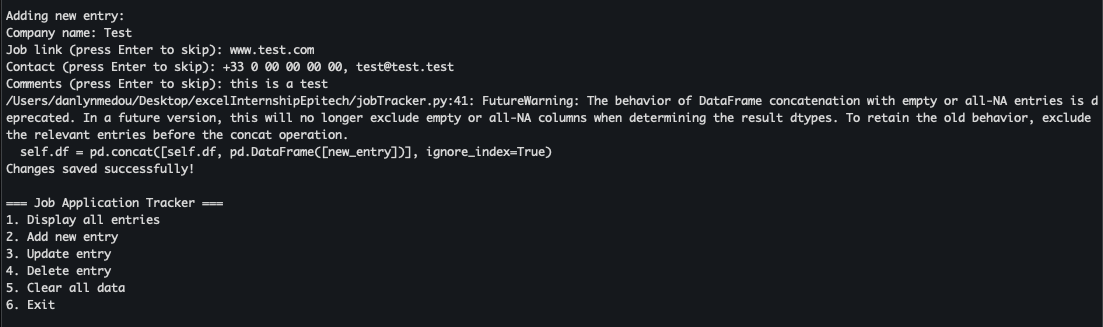 Adding new entry:
Company name: Test
Job link (press Enter to skip): www.test.com
Contact (press Enter to skip): +33 0 00 00 00 00, test@test.test
Comments (press Enter to skip): this is a test
/Users/danlynmedou/Desktop/excelInternshipEpitech/jobTracker.py:41: FutureWarning: The behavior of DataFrame concatenation with empty or all-NA entries is d
eprecated. In a future version, this will no longer exclude empty or all-NA columns when determining the result dtypes. To retain the old behavior, exclude
the relevant entries before the concat operation.
  self.df = pd.concat([self.df, pd.DataFrame([new_entry])], ignore_index=True)
Changes saved successfully!

=== Job Application Tracker ===
1. Display all entries
2. Add new entry
3. Update entry
4. Delete entry
5. Clear all data
6. Exit